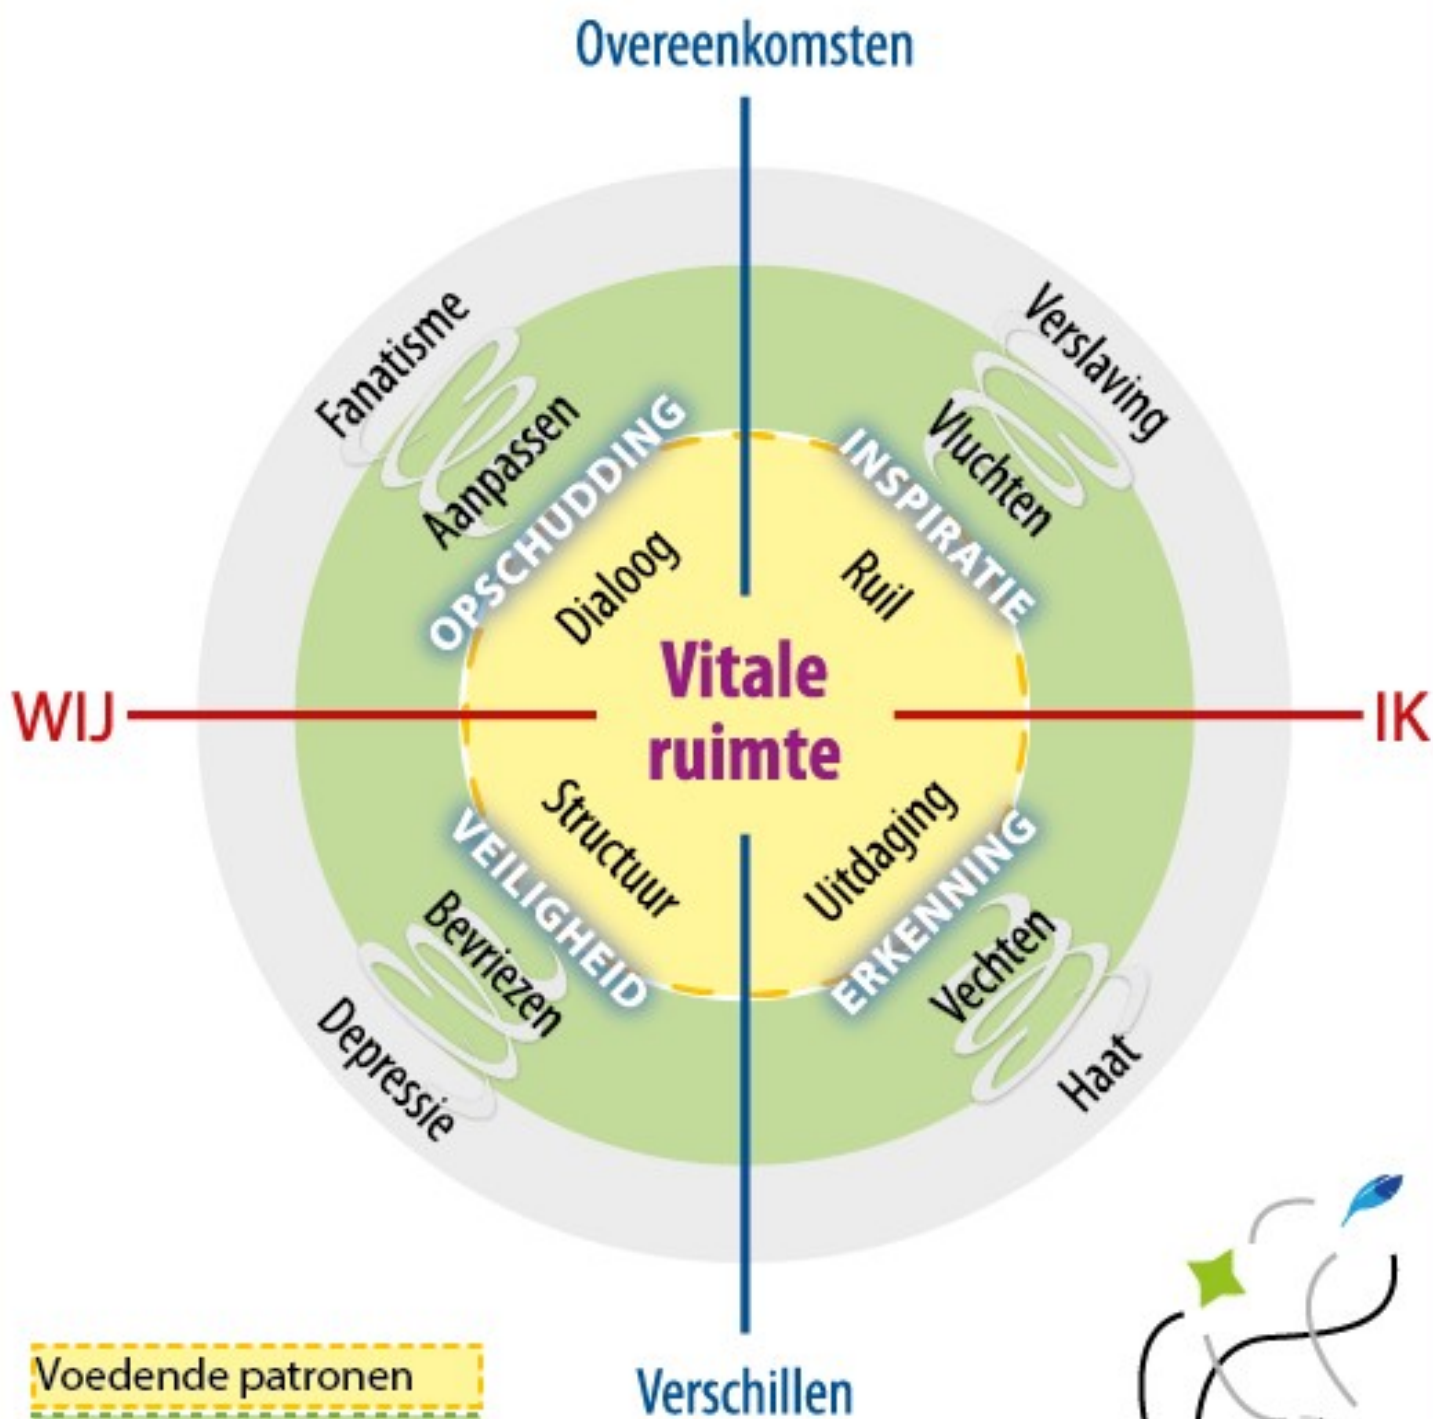 Overeenkomsten
Fanatisme
Verslaving
Aanpassen
Vluchten
OPSCHUDDING
INSPIRATIE
Dialoog
Ruil
WIJ
Vitale
ruimte
IK
Structuur
Uitdaging
VEILIGHEID
ERKENNING
Bevriezen
Vechten
Depressie
Haat
Voedende patronen
Verschillen